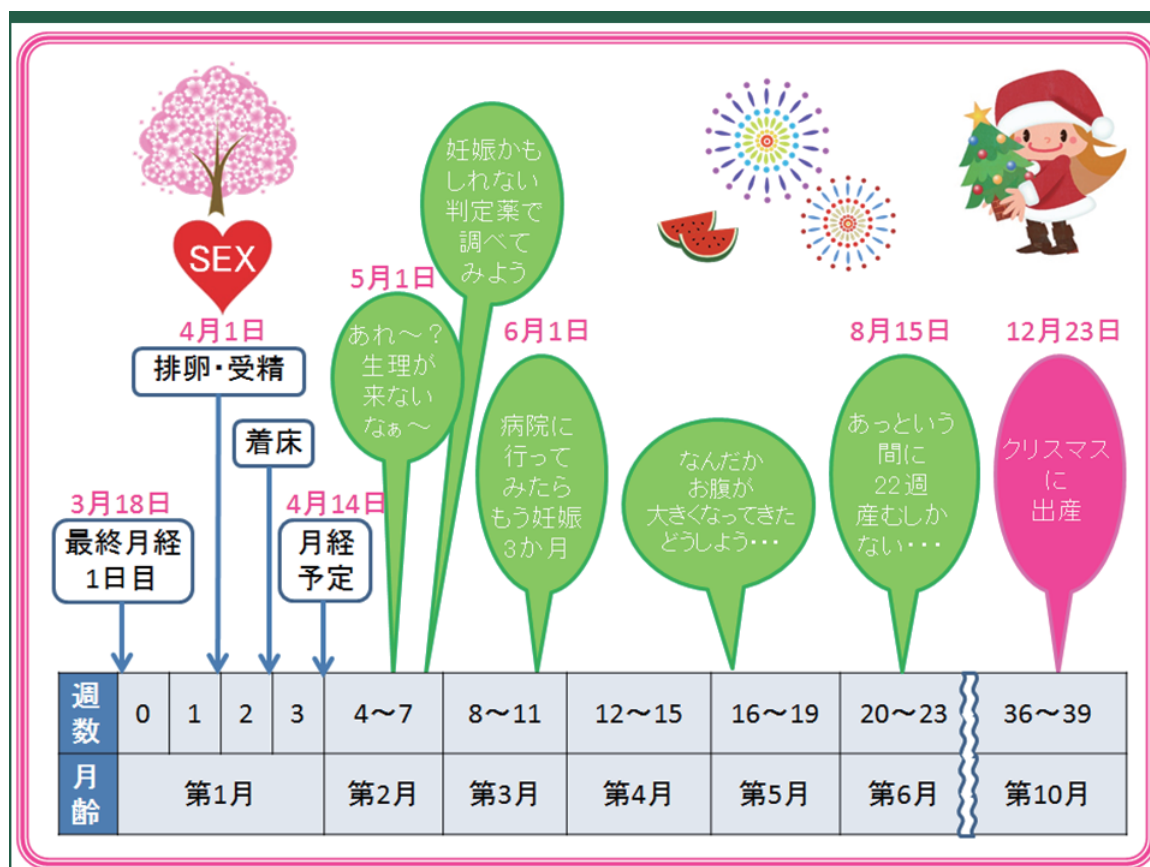 SEX
4月1日
排卵・受精
着床
3月18日
最終月経
1日目
4月14日
月経
予定
5月1日
あれ～？
生理が
来ない
なぁ～
妊娠かも
しれない
判定薬で
調べて
みよう
6月1日
病院に
行って
みたら
もう妊娠
3か月
なんだか
お腹が
大きくなってきた
どうしよう・・・
8月15日
あっという
間に
22週
産むしか
ない・・・
12月23日
クリスマス
に
出産
週数 0 1 2 3 4～7 8～11 12～15 16～19 20～23 36～39
月齢 第1月 第2月 第3月 第4月 第5月 第6月 第10月